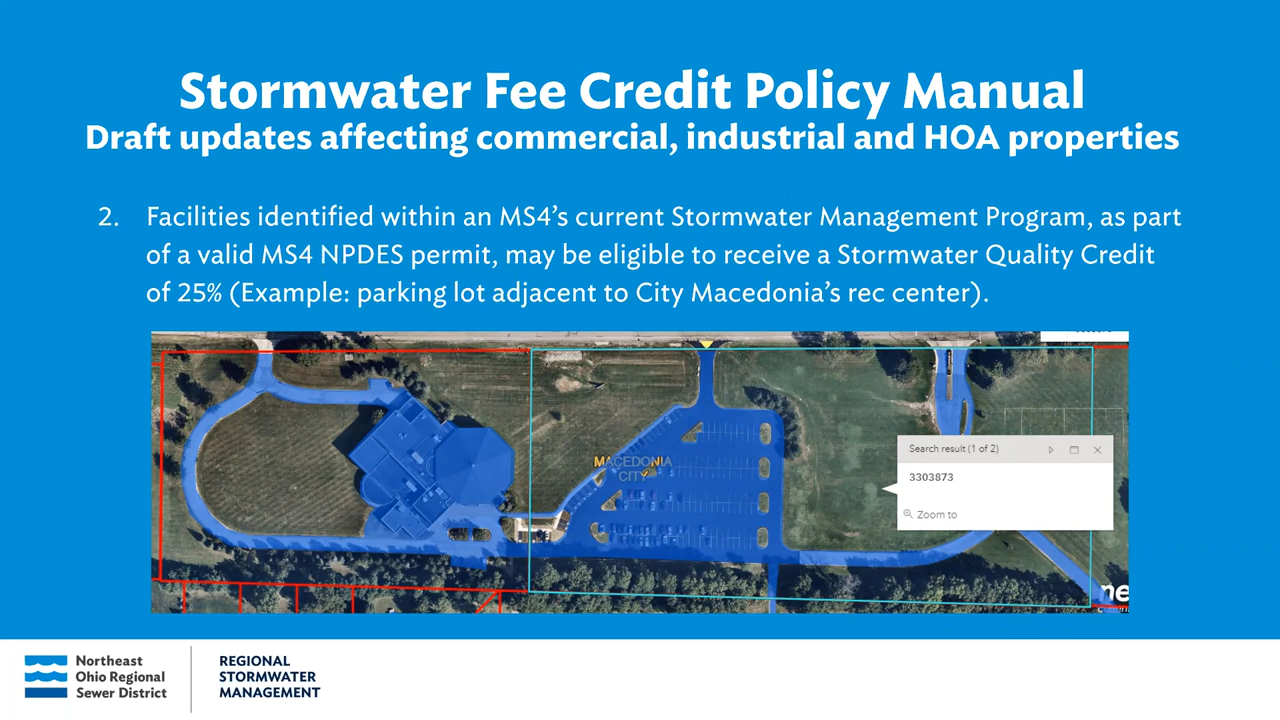 Stormwater Fee Credit Policy Manual
Draft updates affecting commercial, industrial and HOA properties
2. Facilities identified within an MS4's current Stormwater Management Program, as part
of a valid MS4 NPDES permit, may be eligible to receive a Stormwater Quality Credit
of 25% (Example: parking lot adjacent to City Macedonia's rec center).
MACEDONIA
CITY
Search result (1 of 2)
3303873
Zoom to
ne
Northeast
Ohio Regional
Sewer District
REGIONAL
STORMWATER
MANAGEMENT